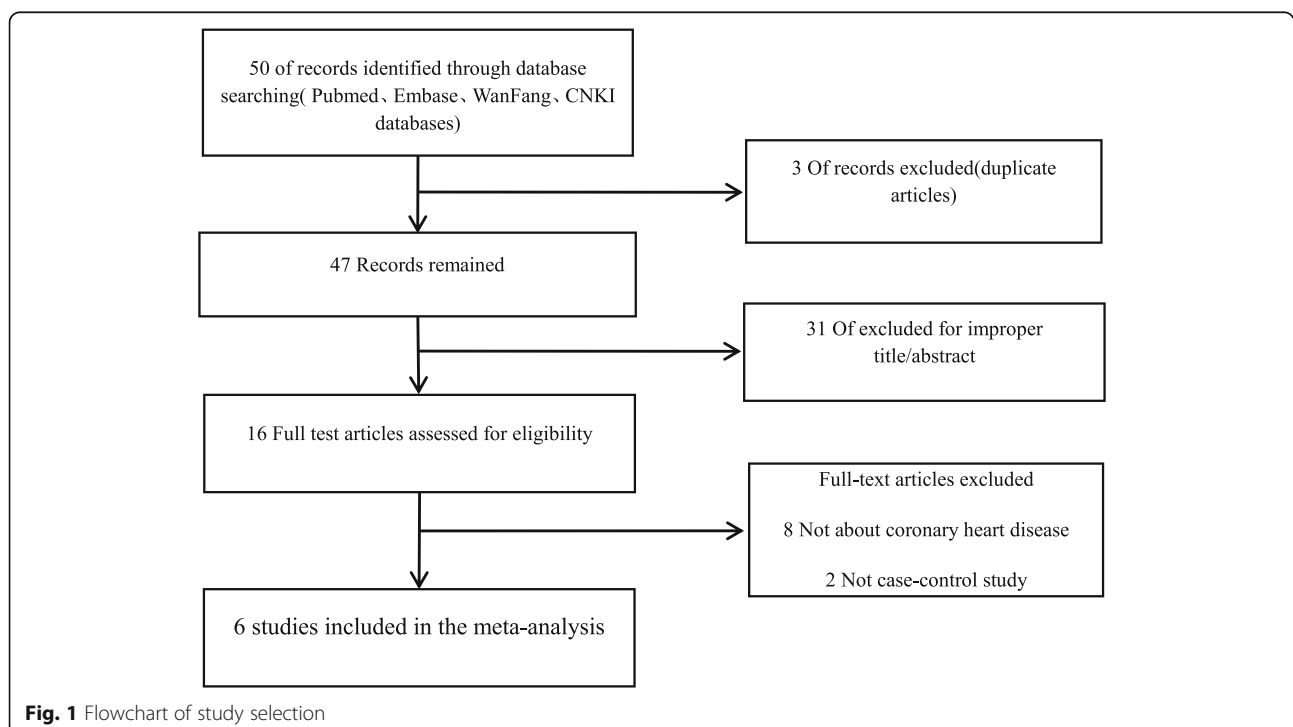 50 of records identified through database
searching( Pubmed、Embase、WanFang、CNKI
databases)
3 Of records excluded(duplicate
articles)
47 Records remained
31 Of excluded for improper
title/abstract
16 Full test articles assessed for eligibility
Full-text articles excluded
8 Not about coronary heart disease
2 Not case-control study
6 studies included in the meta-analysis
Fig. 1 Flowchart of study selection